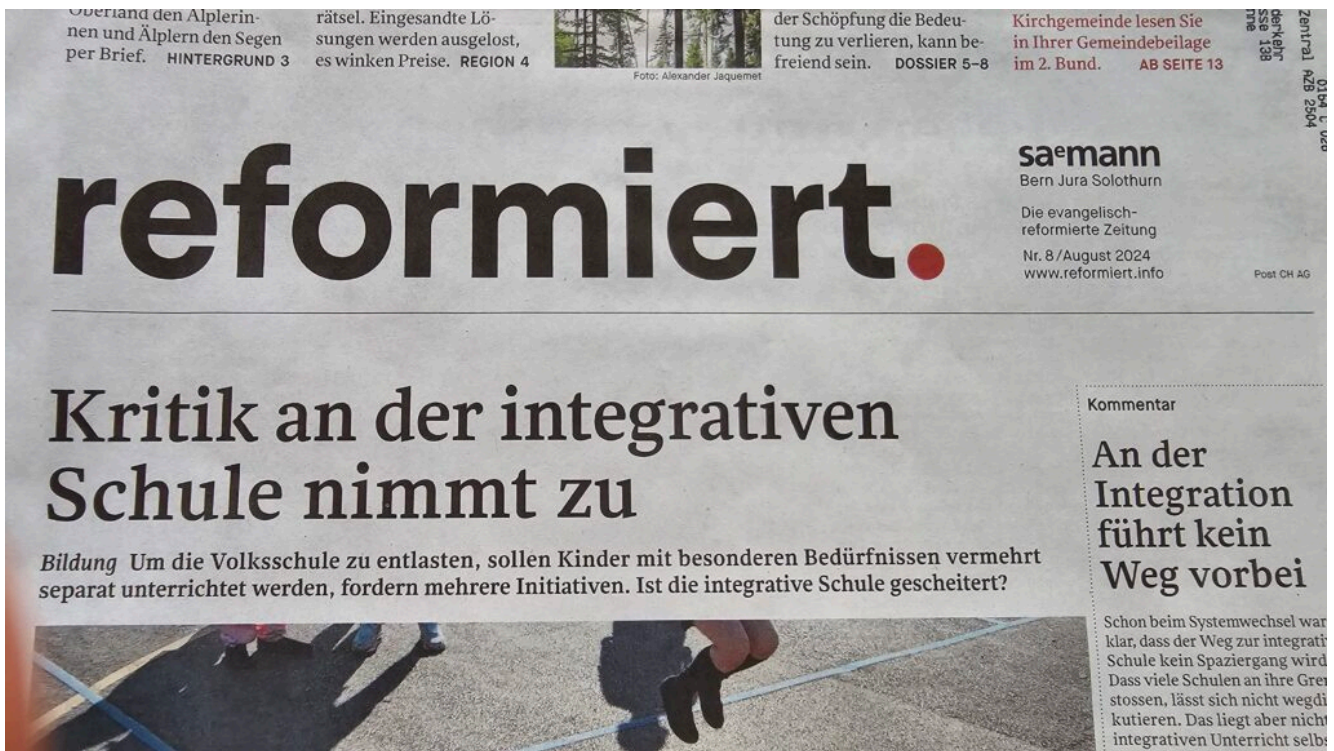 Oberland den Älplerin-
nen und Älplern den Segen
per Brief. HINTERGRUND 3
rätsel. Eingesandte Lö-
sungen werden ausgelost,
es winken Preise. REGION 4
Foto: Alexander Jaquemet
der Schöpfung die Bedeu-
tung zu verlieren, kann be-
freiend sein. DOSSIER 5–8
Kirchgemeinde lesen Sie
in Ihrer Gemeindebeilage
im 2. Bund. AB SEITE 13
Zentral AZB 2504
reformiert.
saemann
Bern Jura Solothurn
Die evangelisch-
reformierte Zeitung
Nr. 8/August 2024
www.reformiert.info
Post CH AG
Kritik an der integrativen
Schule nimmt zu
Bildung Um die Volksschule zu entlasten, sollen Kinder mit besonderen Bedürfnissen vermehrt
separat unterrichtet werden, fordern mehrere Initiativen. Ist die integrative Schule gescheitert?
Kommentar
An der
Integration
führt kein
Weg vorbei
Schon beim Systemwechsel war
klar, dass der Weg zur
Schule kein Spaziergang wird
Dass viele Schulen an ihre
stossen, lässt sich nicht
kutieren. Das liegt aber nicht
integrativen Unterricht